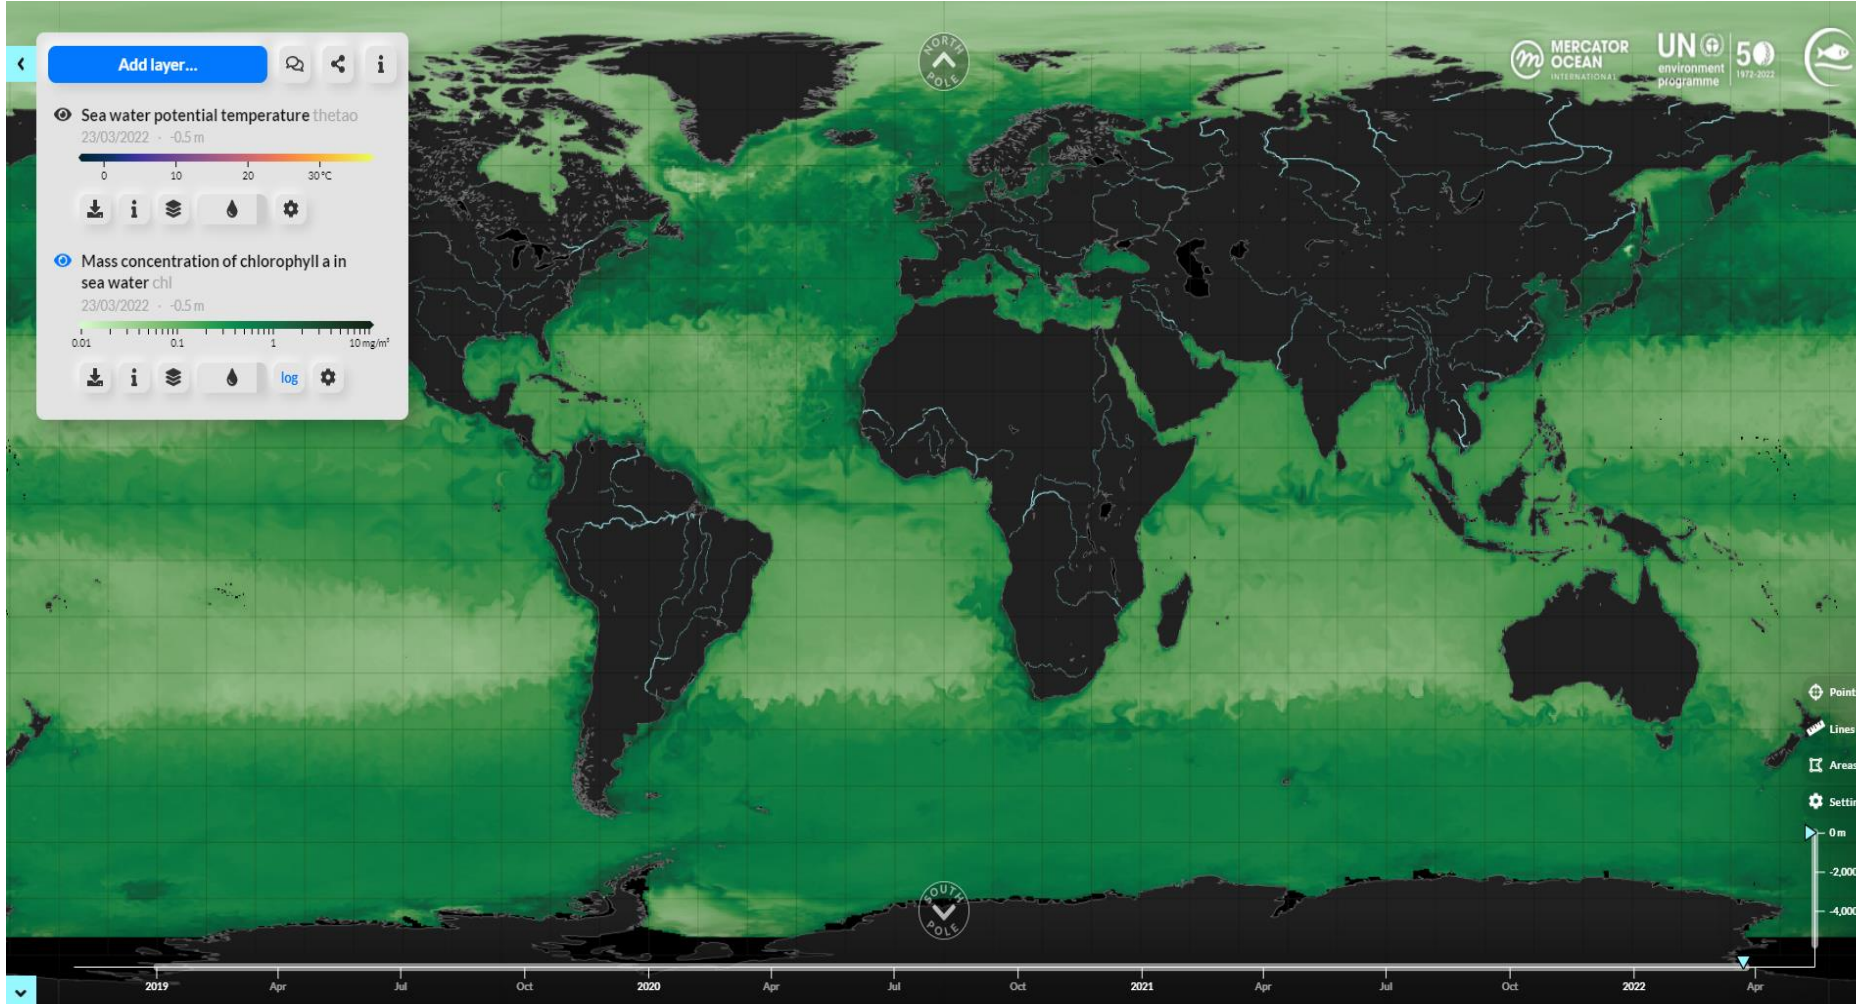 Add layer...
Sea water potential temperature thetao
23/03/2022 · -0.5 m
0 10 20 30 °C
Mass concentration of chlorophyll a in
sea water chl
23/03/2022 · -0.5 m
0.01 0.1 1 10 mg/m³
log
NORTH
POLE
MERCATOR
OCEAN
INTERNATIONAL
UN
environment
programme
50
1972-2022
Point
Lines
Areas
Settin
0 m
-2,000
-4,000
SOUTH
POLE
2019 Apr Jul Oct 2020 Apr Jul Oct 2021 Apr Jul Oct 2022 Apr